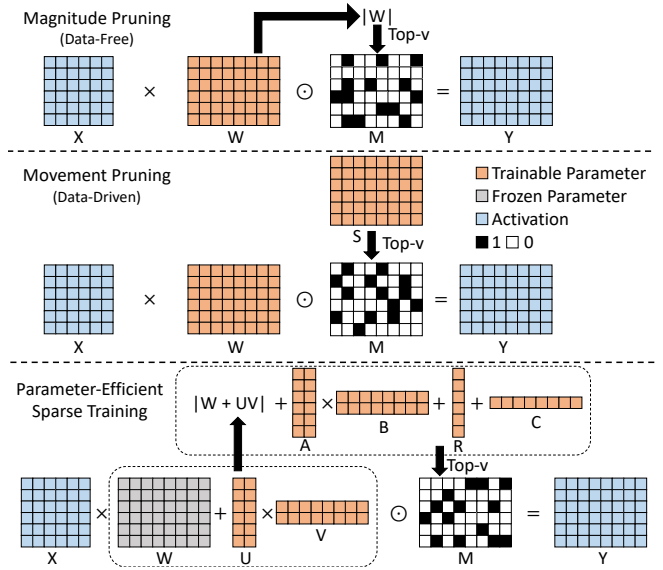 Magnitude Pruning
(Data-Free)
|W|
Top-v
X × W ⊙ M = Y
Movement Pruning
(Data-Driven)
S
Top-v
Trainable Parameter
Frozen Parameter
Activation
1 0
X × W ⊙ M = Y
Parameter-Efficient
Sparse Training
|W + UV| + A × B + R + C
Top-v
X × W + U × V ⊙ M = Y